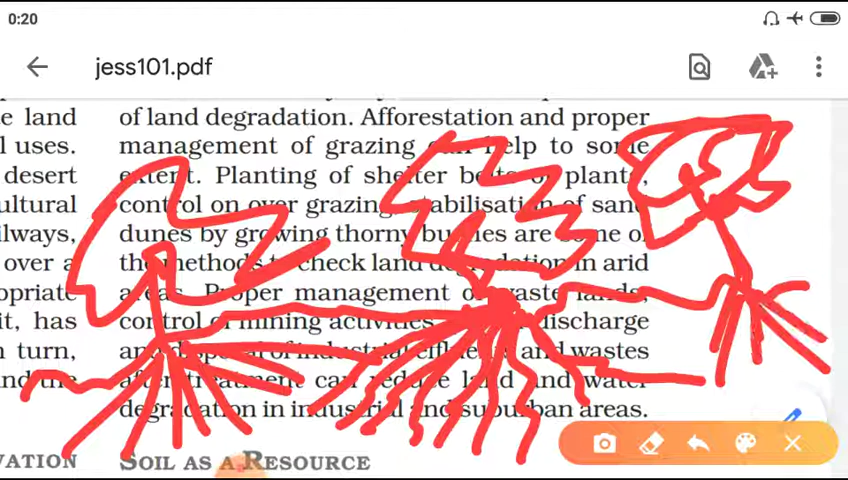 0:20
jess101.pdf
e land
l uses.
desert
ultural
ilways,
over a
opriate
it, has
n turn,
and the
of land degradation. Afforestation and proper
management of grazing can help to some
extent. Planting of shelter belts of plants,
control on over grazing, stabilisation of sand
dunes by growing thorny bushes are some of
the methods to check land degradation in arid
areas. Proper management of waste lands,
control of mining activities, discharge
and disposal of industrial effluents and wastes
after treatment can reduce land and water
degradation in industrial and suburban areas.
VATION
SOIL AS A RESOURCE